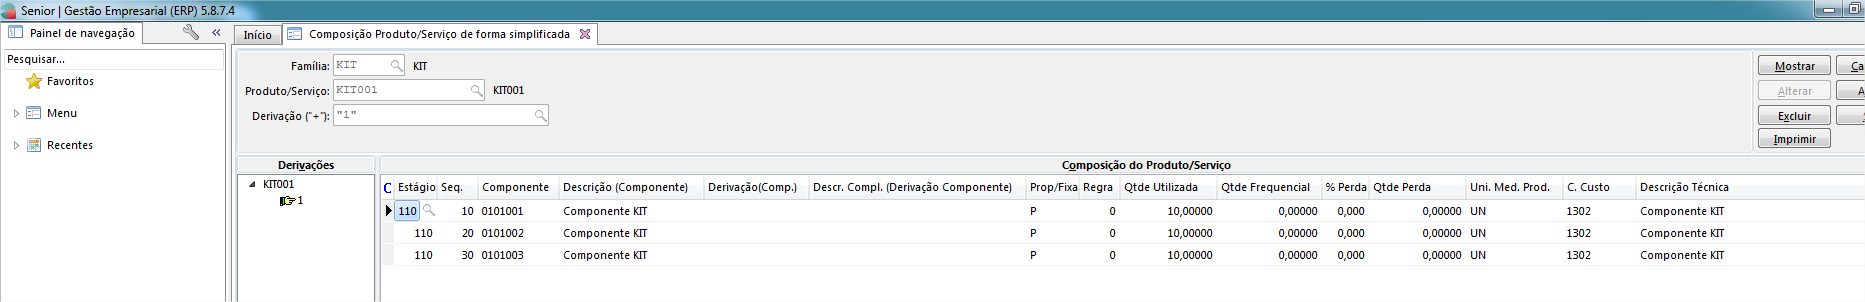 Senior | Gestão Empresarial (ERP) 5.8.7.4
Painel de navegação
Início
Composição Produto/Serviço de forma simplificada
Pesquisar...
Favoritos
Menu
Recentes
Família: KIT KIT
Produto/Serviço: KIT001 KIT001
Derivação ("+"): "1"
Mostrar
Alterar
Excluir
Imprimir
Derivações
KIT001
1
Composição do Produto/Serviço
C Estágio Seq. Componente Descrição (Componente) Derivação(Comp.) Descr. Compl. (Derivação Componente) Prop/Fixa Regra Qtde Utilizada Qtde Frequencial % Perda Qtde Perda Uni. Med. Prod. C. Custo Descrição Técnica
110 10 0101001 Componente KIT P 0 10,00000 0,00000 0,000 0,00000 UN 1302 Componente KIT
110 20 0101002 Componente KIT P 0 10,00000 0,00000 0,000 0,00000 UN 1302 Componente KIT
110 30 0101003 Componente KIT P 0 10,00000 0,00000 0,000 0,00000 UN 1302 Componente KIT